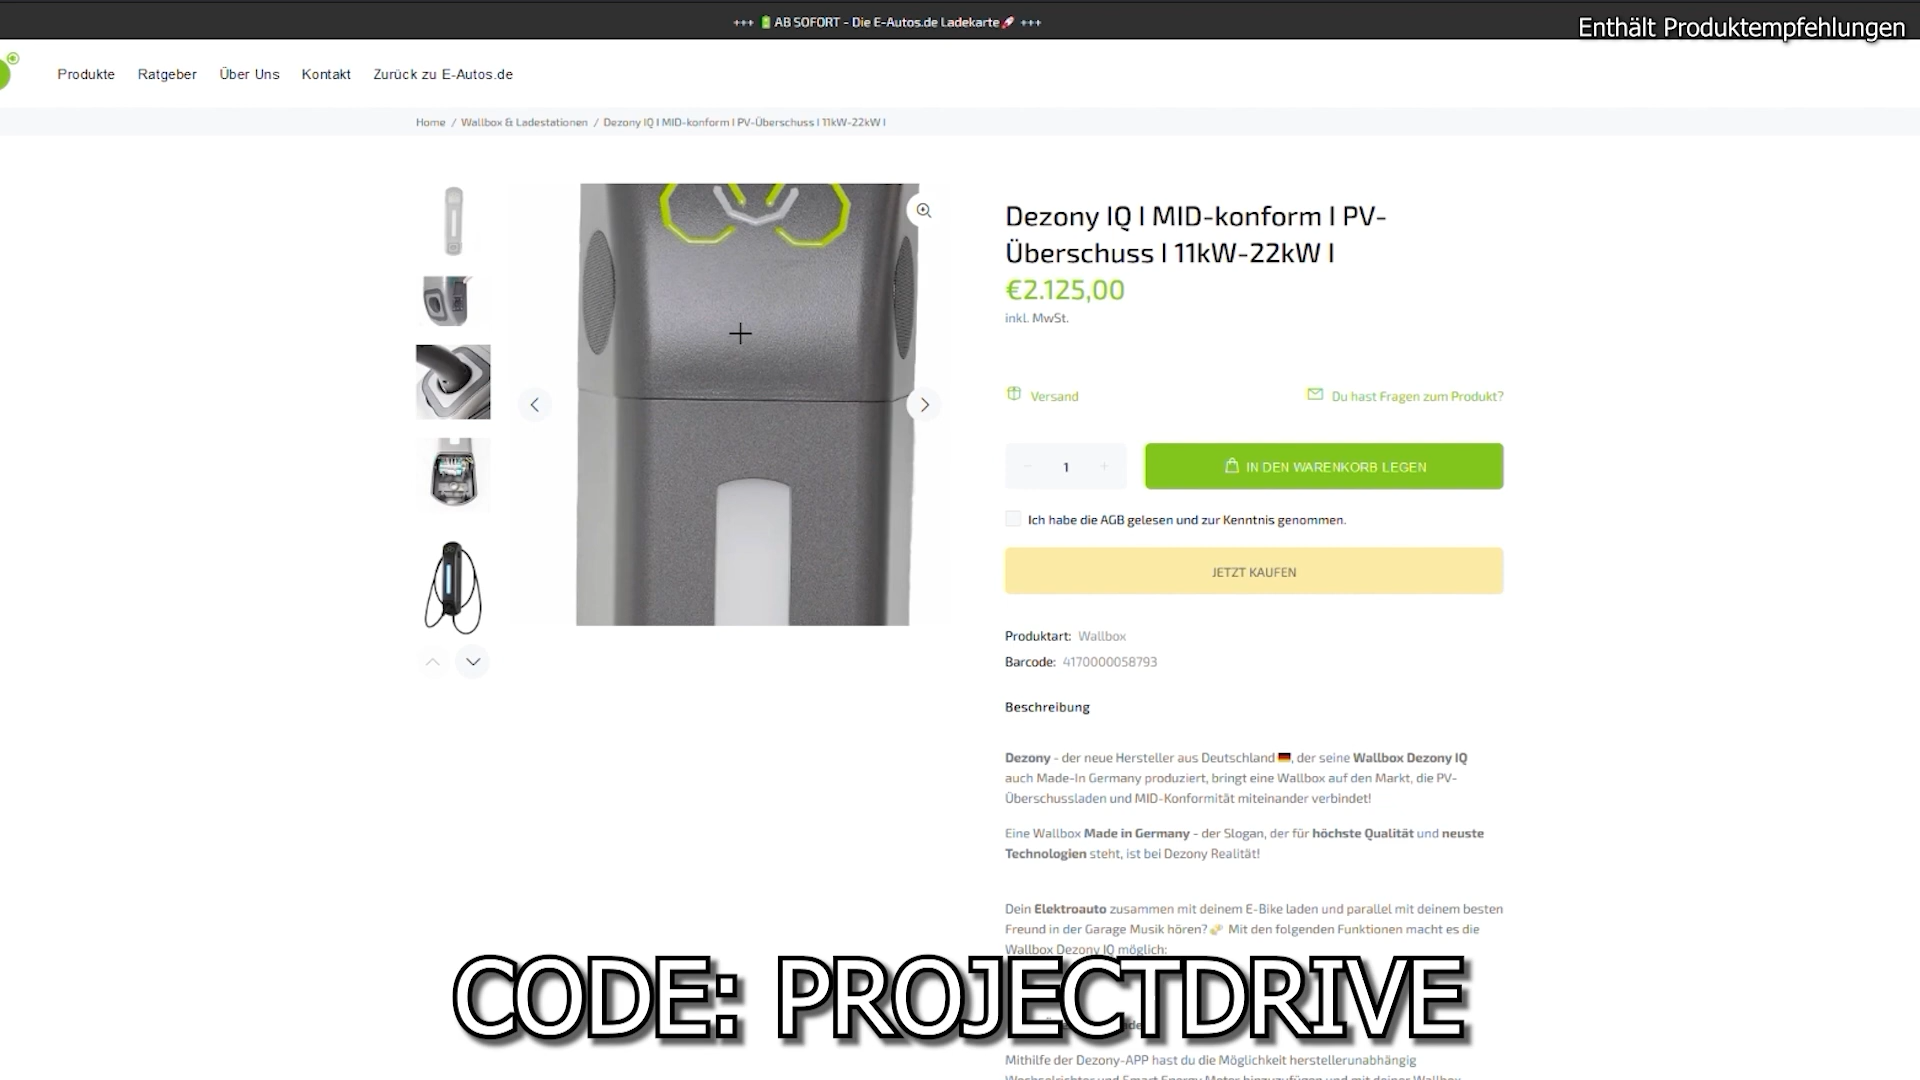 +++ 🔋AB SOFORT - Die E-Autos.de Ladekarte🚀 +++
Enthält Produktempfehlungen
Produkte Ratgeber Über Uns Kontakt Zurück zu E-Autos.de
Home / Wallbox & Ladestationen / Dezony IQ I MID-konform I PV-Überschuss I 11kW-22kW I
Dezony IQ I MID-konform I PV-
Überschuss I 11kW-22kW I
€2.125,00
inkl. MwSt.
Versand Du hast Fragen zum Produkt?
1 IN DEN WARENKORB LEGEN
Ich habe die AGB gelesen und zur Kenntnis genommen.
JETZT KAUFEN
Produktart: Wallbox
Barcode: 4170000058793
Beschreibung
Dezony - der neue Hersteller aus Deutschland 🇩🇪, der seine Wallbox Dezony IQ
auch Made-In Germany produziert, bringt eine Wallbox auf den Markt, die PV-
Überschussladen und MID-Konformität miteinander verbindet!
Eine Wallbox Made in Germany - der Slogan, der für höchste Qualität und neuste
Technologien steht, ist bei Dezony Realität!
Dein Elektroauto zusammen mit deinem E-Bike laden und parallel mit deinem besten
Freund in der Garage Musik hören? Mit den folgenden Funktionen macht es die
Wallbox Dezony IQ möglich:
CODE: PROJECTDRIVE
Mithilfe der Dezony-APP hast du die Möglichkeit herstellerunabhängig